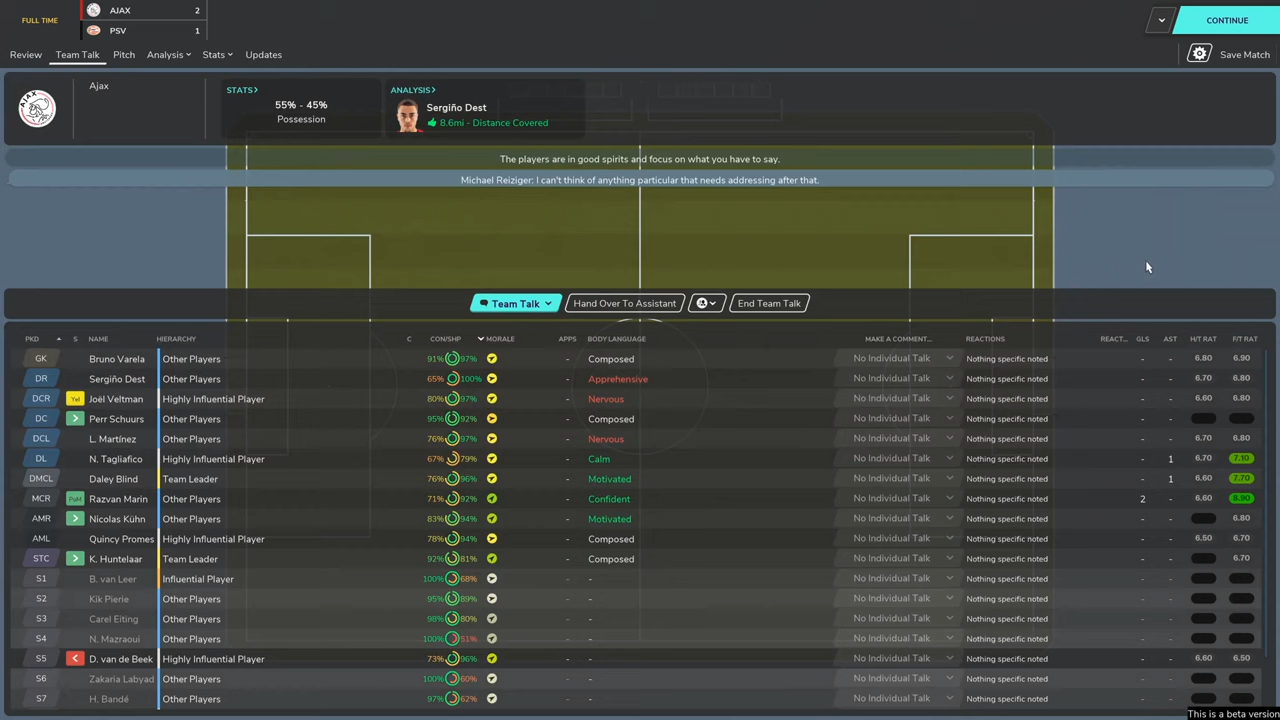 FULL TIME
AJAX 2
PSV 1
CONTINUE
Review Team Talk Pitch Analysis Stats Updates
Save Match
AJAX
Ajax
STATS
55% - 45%
Possession
ANALYSIS
Sergiño Dest
8.6mi - Distance Covered
The players are in good spirits and focus on what you have to say.
Michael Reiziger: I can't think of anything particular that needs addressing after that.
Team Talk Hand Over To Assistant End Team Talk
PKD S NAME HIERARCHY C CON/SHP MORALE APPS BODY LANGUAGE MAKE A COMMENT... REACTIONS REACT... GLS AST H/T RAT F/T RAT
GK Bruno Varela Other Players 91% 97% - Composed No Individual Talk Nothing specific noted - - 6.80 6.90
DR Sergiño Dest Other Players 65% 100% - Apprehensive No Individual Talk Nothing specific noted - - 6.70 6.80
DCR Yel Joël Veltman Highly Influential Player 80% 97% - Nervous No Individual Talk Nothing specific noted - - 6.60 6.80
DC Perr Schuurs Other Players 95% 92% - Composed No Individual Talk Nothing specific noted - -
DCL L. Martínez Other Players 76% 97% - Nervous No Individual Talk Nothing specific noted - - 6.70 6.80
DL N. Tagliafico Highly Influential Player 67% 79% - Calm No Individual Talk Nothing specific noted - 1 6.70 7.10
DMCL Daley Blind Team Leader 76% 96% - Motivated No Individual Talk Nothing specific noted - 1 6.60 7.70
MCR PoM Razvan Marin Other Players 71% 92% - Confident No Individual Talk Nothing specific noted 2 - 6.60 8.90
AMR Nicolas Kühn Other Players 83% 94% - Motivated No Individual Talk Nothing specific noted - - 6.80
AML Quincy Promes Highly Influential Player 78% 94% - Composed No Individual Talk Nothing specific noted - - 6.50 6.70
STC K. Huntelaar Team Leader 92% 81% - Composed No Individual Talk Nothing specific noted - - 6.70
S1 B. van Leer Influential Player 100% 68% - - No Individual Talk Nothing specific noted - -
S2 Kik Pierie Other Players 95% 89% - - No Individual Talk Nothing specific noted - -
S3 Carel Eiting Other Players 98% 80% - - No Individual Talk Nothing specific noted - -
S4 N. Mazraoui Other Players 100% 51% - - No Individual Talk Nothing specific noted - -
S5 D. van de Beek Highly Influential Player 73% 96% - - No Individual Talk Nothing specific noted - - 6.60 6.50
S6 Zakaria Labyad Other Players 100% 60% - - No Individual Talk Nothing specific noted - -
S7 H. Bandé Other Players 97% 62% - - No Individual Talk Nothing specific noted - -
This is a beta version